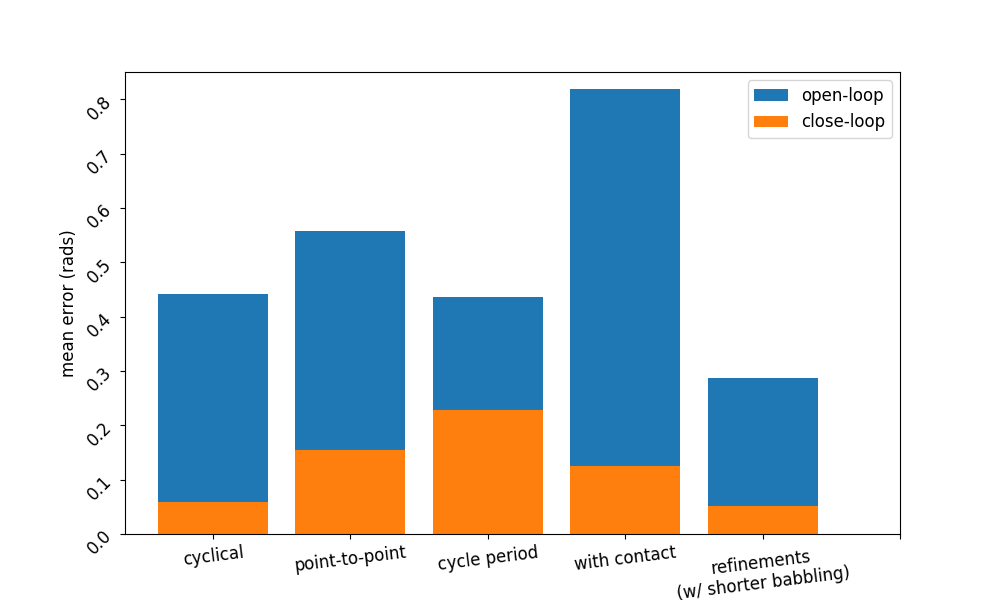 open-loop
close-loop
mean error (rads)
0.8
0.7
0.6
0.5
0.4
0.3
0.2
0.1
0.0
cyclical
point-to-point
cycle period
with contact
refinements
(w/ shorter babbling)